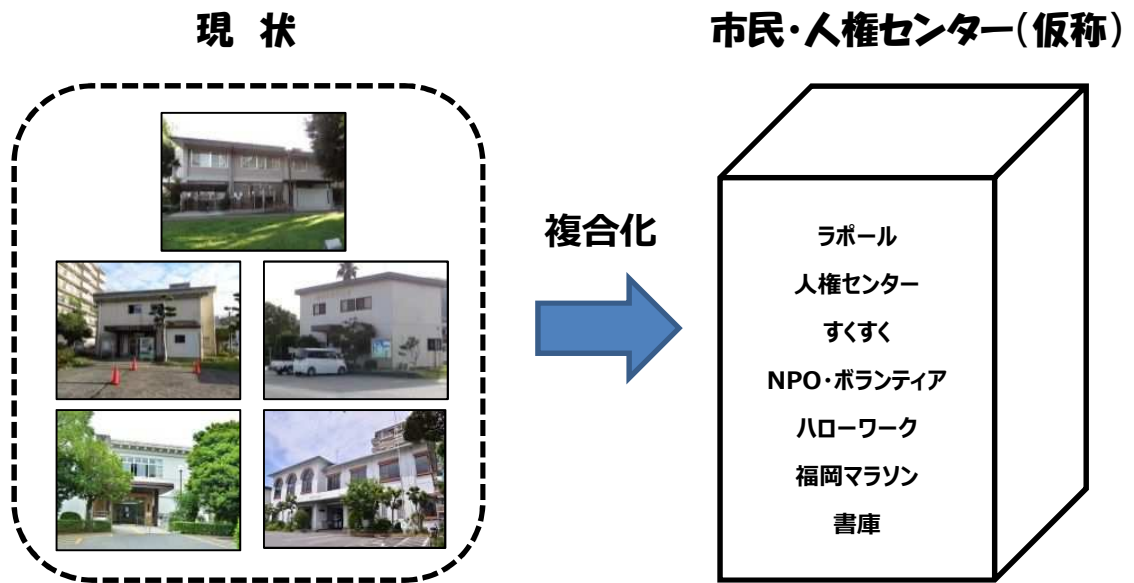 現 状
市民・人権センター(仮称)
複合化
ラポール
人権センター
すくすく
NPO・ボランティア
ハローワーク
福岡マラソン
書庫